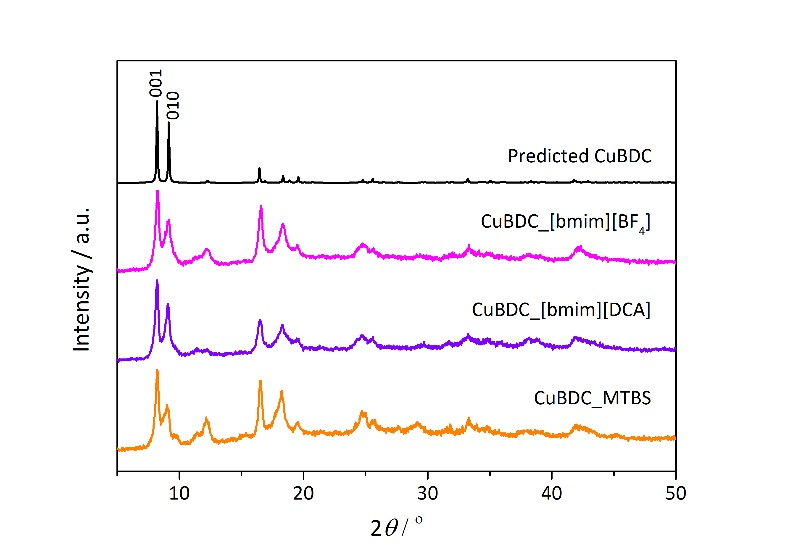 001
010
Predicted CuBDC
CuBDC_[bmim][BF₄]
CuBDC_[bmim][DCA]
CuBDC_MTBS
Intensity / a.u.
10 20 30 40 50
2θ / °